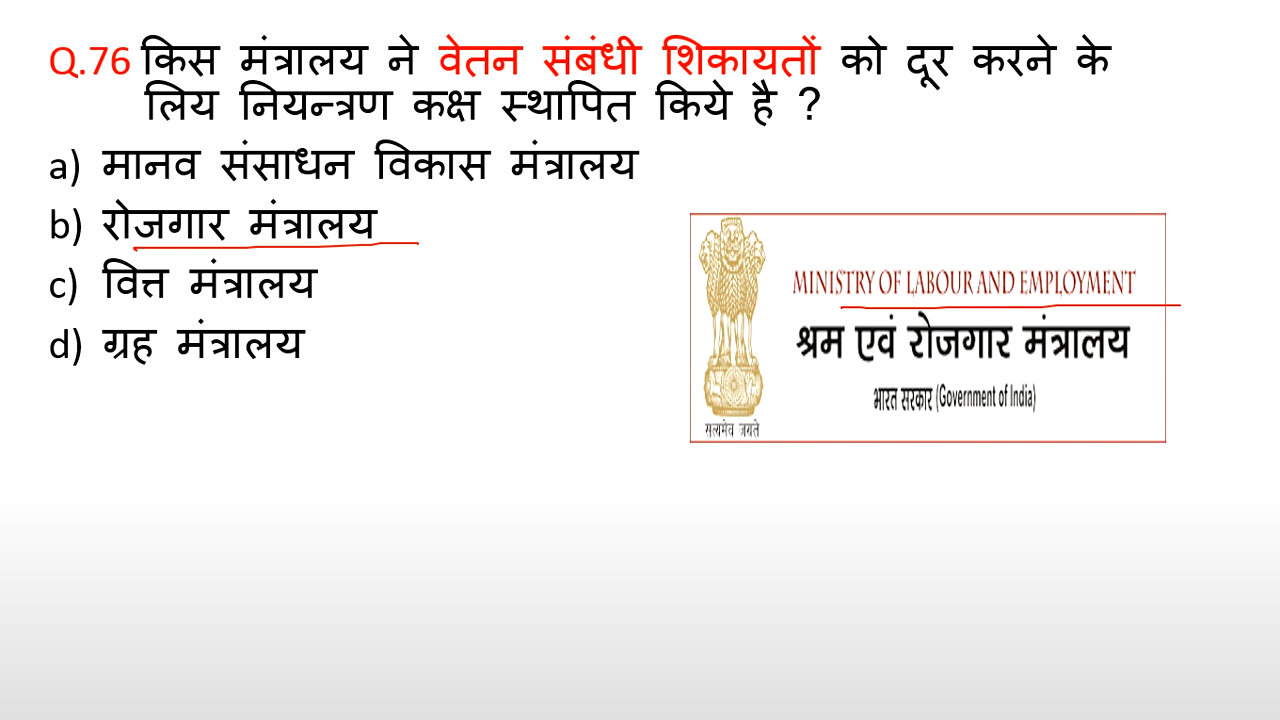 Q.76 किस मंत्रालय ने वेतन संबंधी शिकायतों को दूर करने के
लिय नियन्त्रण कक्ष स्थापित किये है ?
a) मानव संसाधन विकास मंत्रालय
b) रोजगार मंत्रालय
c) वित्त मंत्रालय
d) ग्रह मंत्रालय
MINISTRY OF LABOUR AND EMPLOYMENT
श्रम एवं रोजगार मंत्रालय
भारत सरकार (Government of India)
सत्यमेव जयते